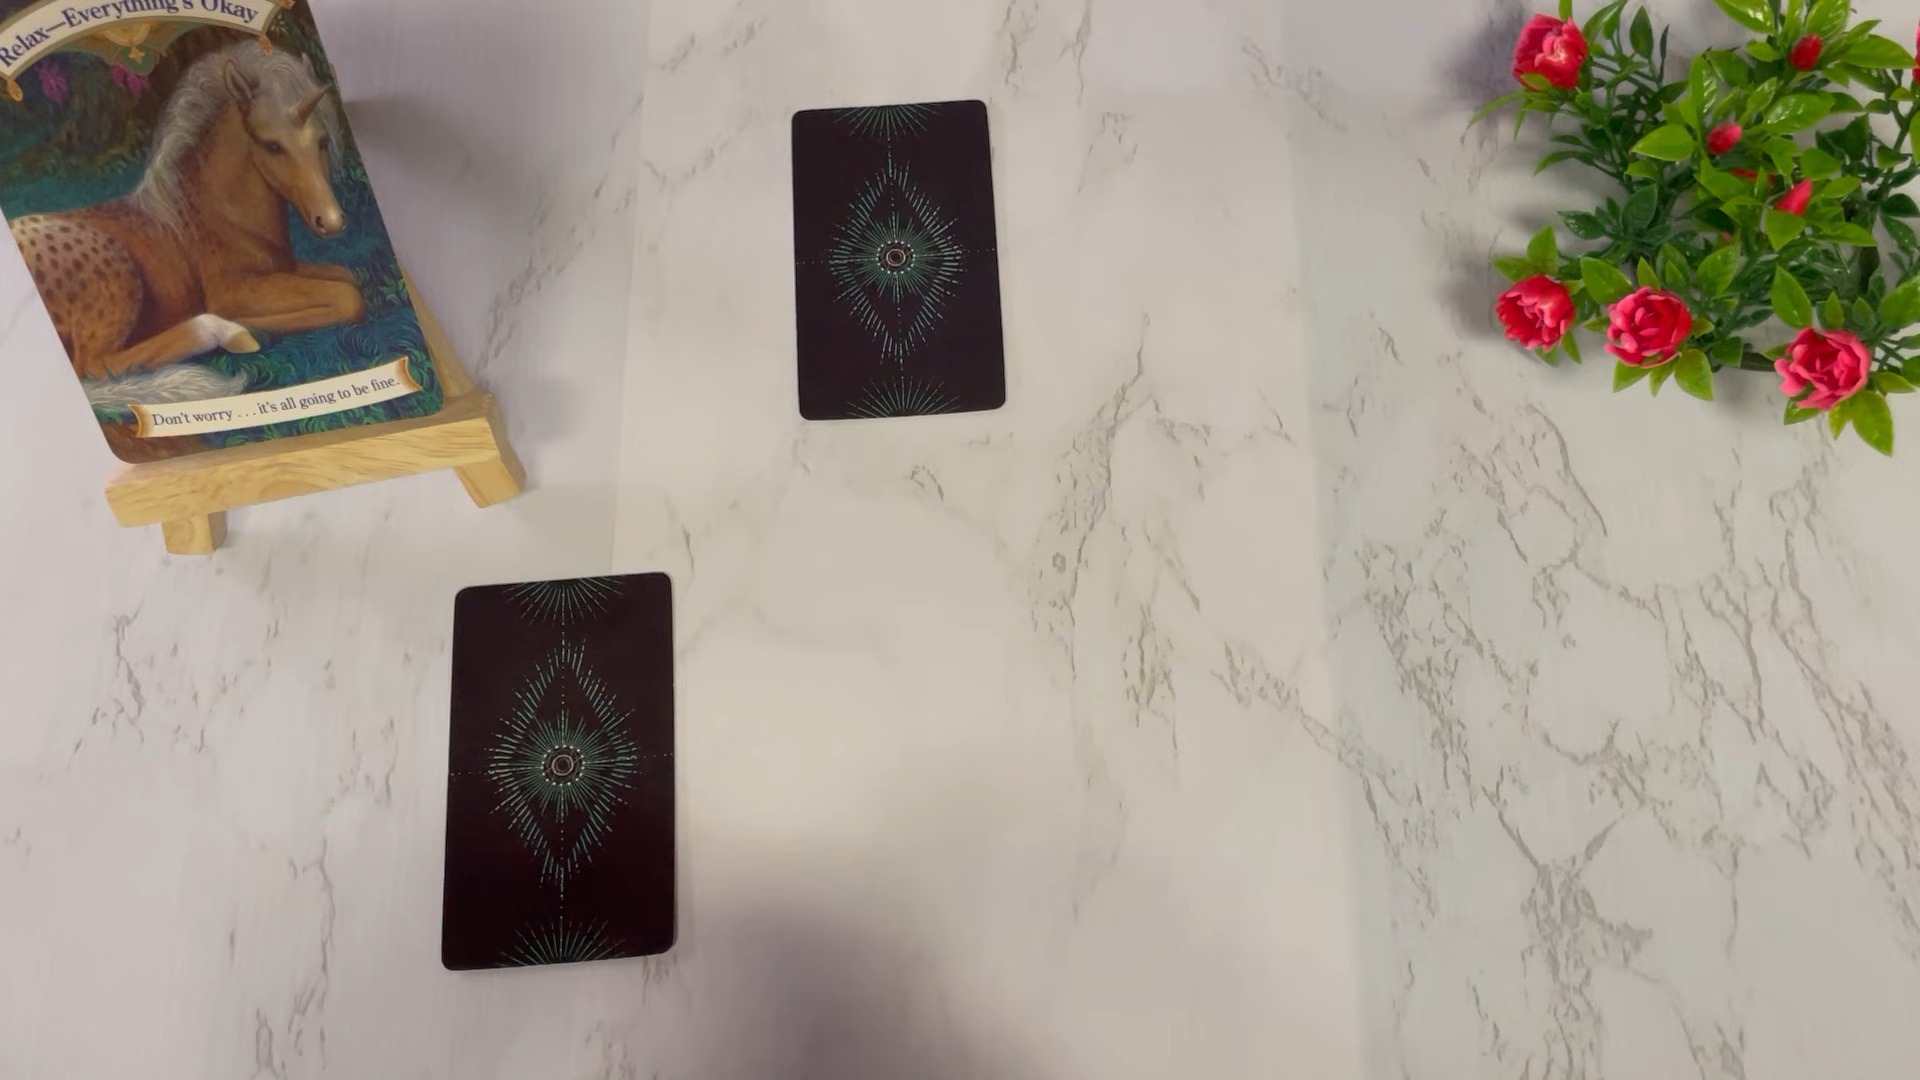 Relax—Everything's Okay
Don't worry . . . it's all going to be fine.